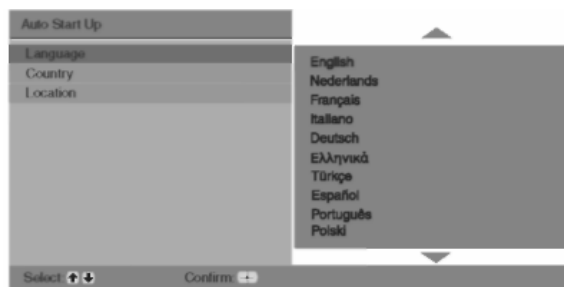 Auto Start Up
Language
Country
Location
English
Nederlands
Français
Italiano
Deutsch
Ελληνικά
Türkçe
Español
Português
Polski
Select:
Confirm: